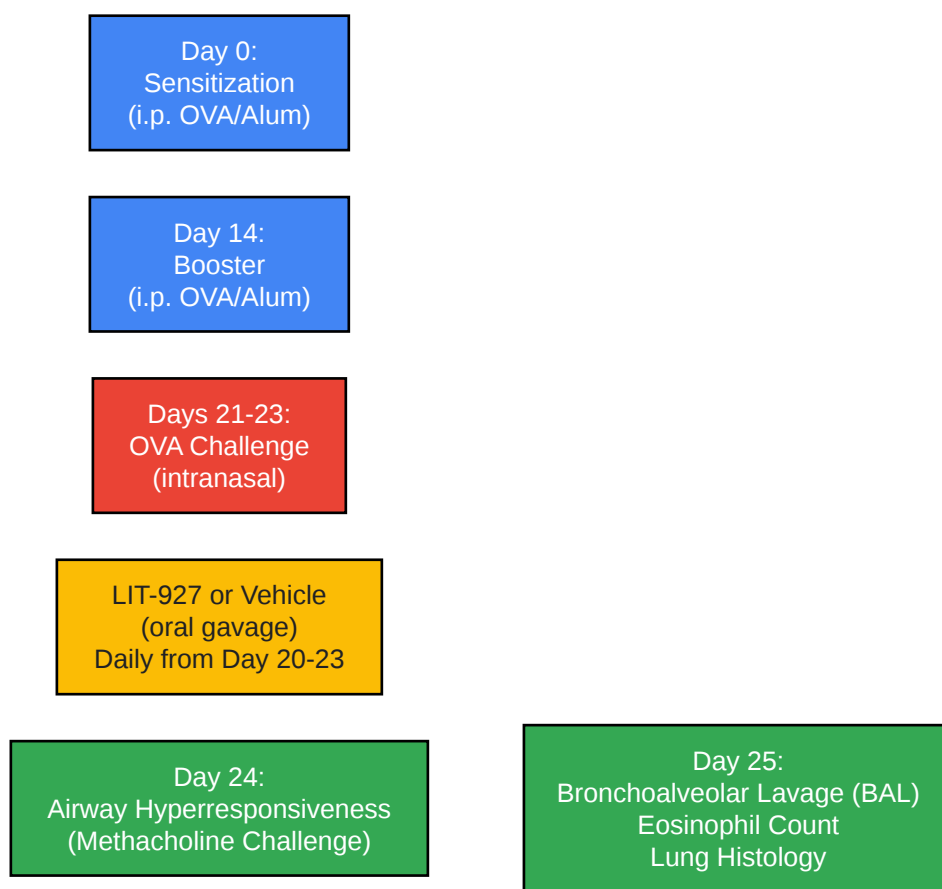 Day 0:
Sensitization
(i.p. OVA/Alum)
Day 14:
Booster
(i.p. OVA/Alum)
Days 21-23:
OVA Challenge
(intranasal)
LIT-927 or Vehicle
(oral gavage)
Daily from Day 20-23
Day 24:
Airway Hyperresponsiveness
(Methacholine Challenge)
Day 25:
Bronchoalveolar Lavage (BAL)
Eosinophil Count
Lung Histology